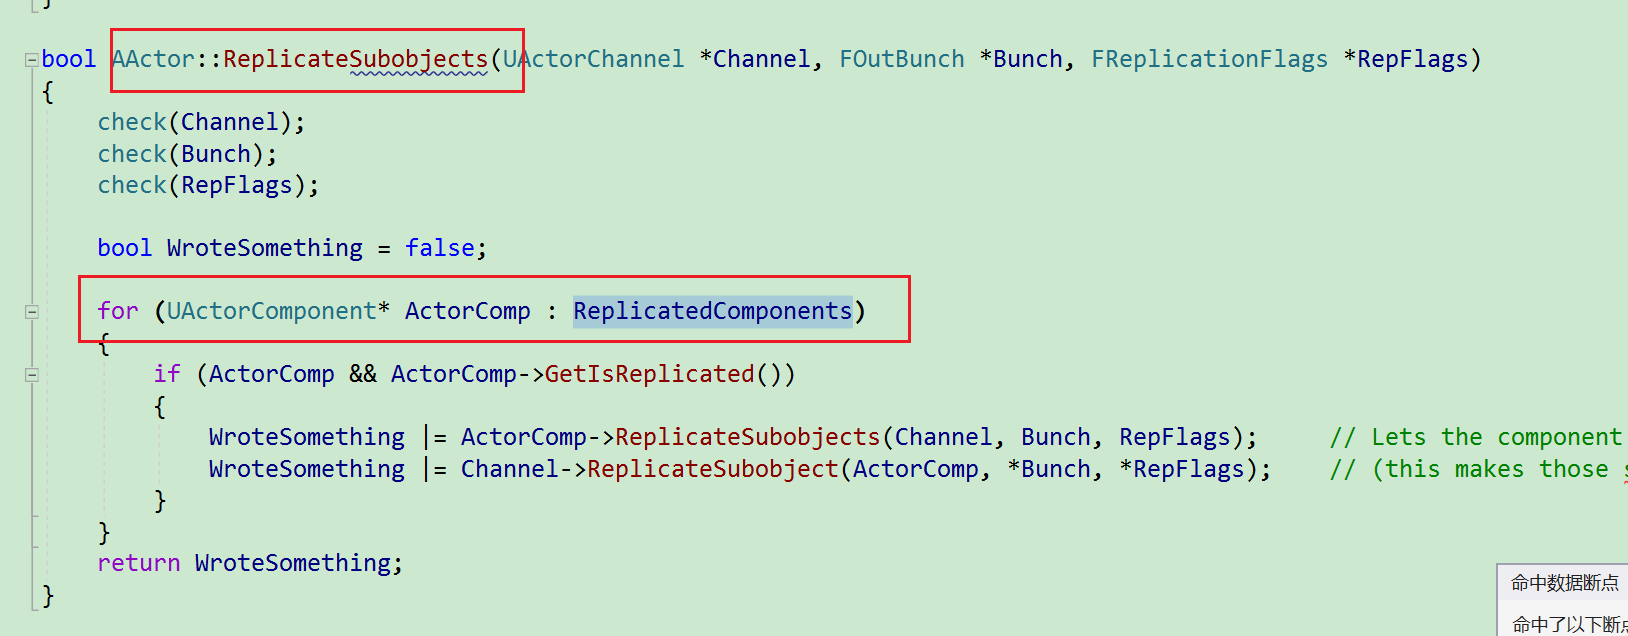 }
bool AActor::ReplicateSubobjects(UActorChannel *Channel, FOutBunch *Bunch, FReplicationFlags *RepFlags)
{
check(Channel);
check(Bunch);
check(RepFlags);
bool WroteSomething = false;
for (UActorComponent* ActorComp : ReplicatedComponents)
{
if (ActorComp && ActorComp->GetIsReplicated())
{
WroteSomething |= ActorComp->ReplicateSubobjects(Channel, Bunch, RepFlags); // Lets the component
WroteSomething |= Channel->ReplicateSubobject(ActorComp, *Bunch, *RepFlags); // (this makes those
}
}
return WroteSomething;
}
命中数据断点
命中了以下断点